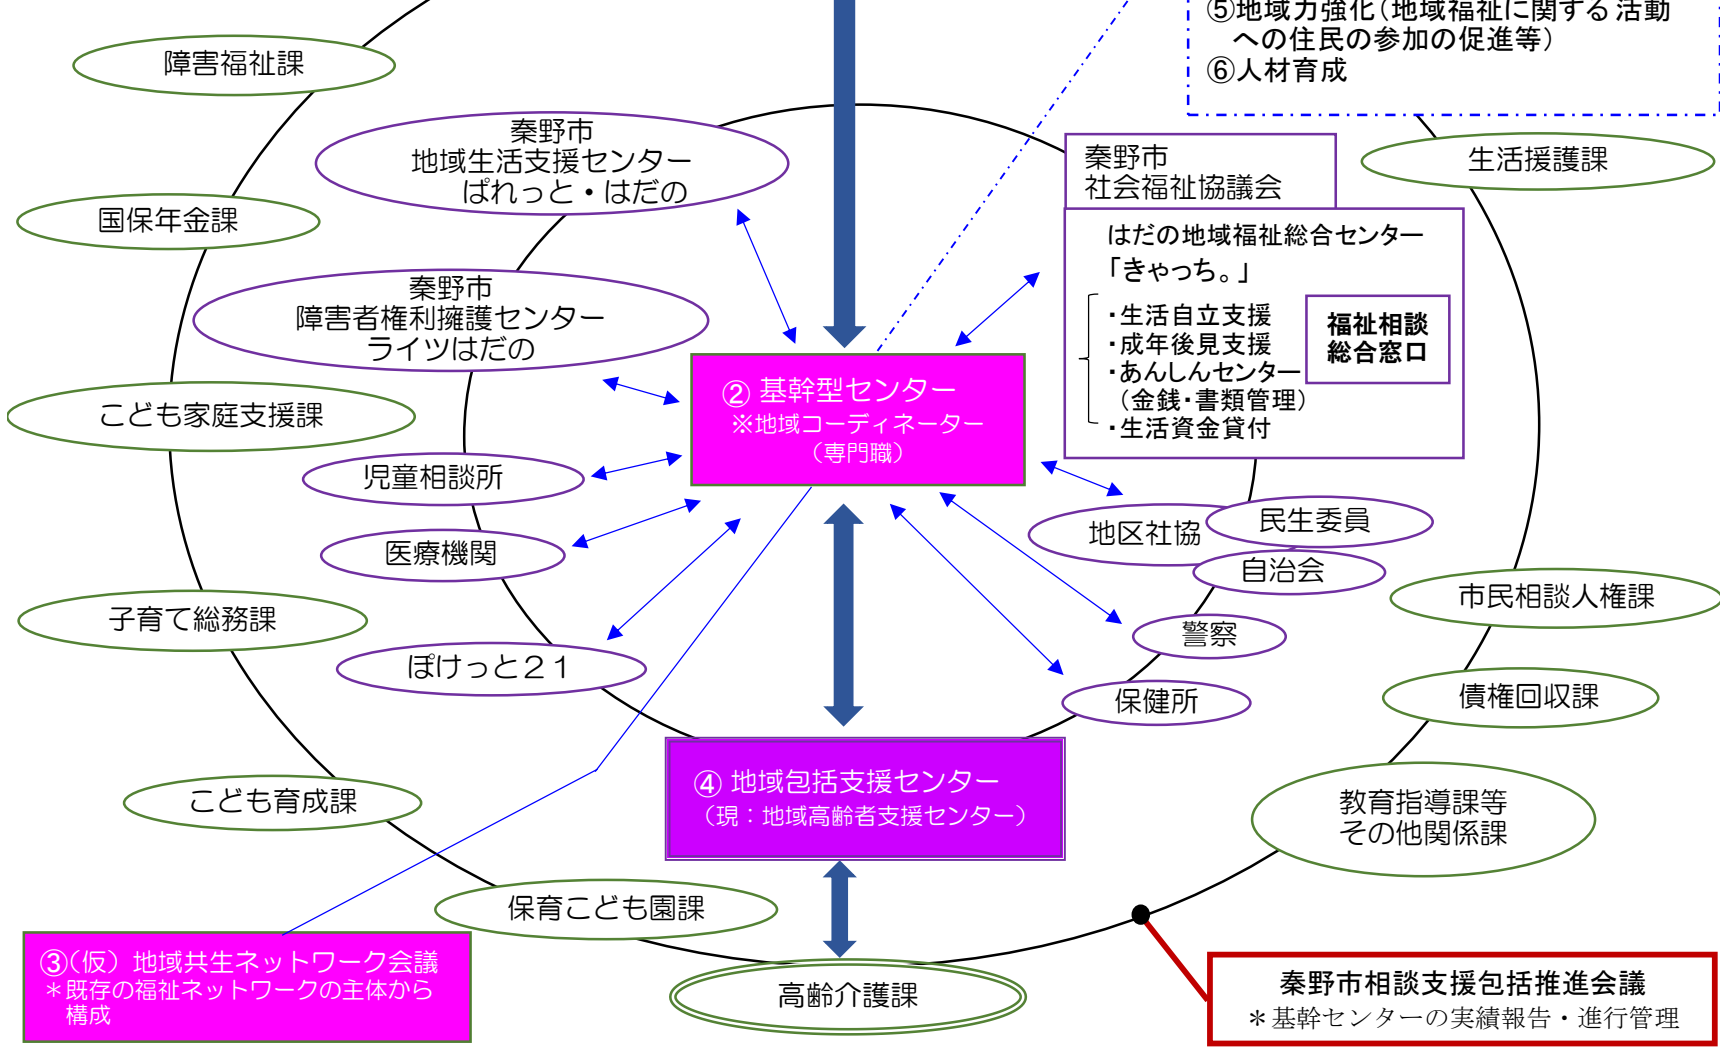 ⑤地域力強化（地域福祉に関する活動
への住民の参加の促進等）
⑥人材育成
障害福祉課
秦野市
地域生活支援センター
ぱれっと・はだの
秦野市
社会福祉協議会
生活援護課
国保年金課
はだの地域福祉総合センター
「きゃっち。」
・生活自立支援
・成年後見支援
・あんしんセンター
（金銭・書類管理）
・生活資金貸付
福祉相談
総合窓口
秦野市
障害者権利擁護センター
ライツはだの
② 基幹型センター
※地域コーディネーター
（専門職）
こども家庭支援課
児童相談所
医療機関
地区社協
民生委員
自治会
市民相談人権課
子育て総務課
ぽけっと２１
警察
保健所
債権回収課
④ 地域包括支援センター
（現：地域高齢者支援センター）
こども育成課
教育指導課等
その他関係課
保育こども園課
③（仮）地域共生ネットワーク会議
＊既存の福祉ネットワークの主体から
構成
高齢介護課
秦野市相談支援包括推進会議
＊基幹センターの実績報告・進行管理